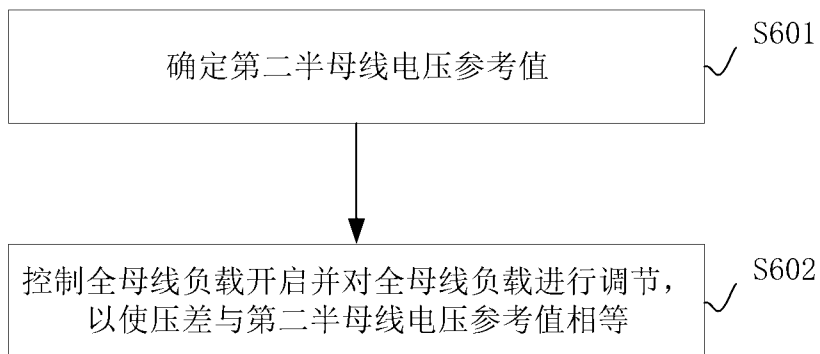 S601
确定第二半母线电压参考值
S602
控制全母线负载开启并对全母线负载进行调节，
以使压差与第二半母线电压参考值相等